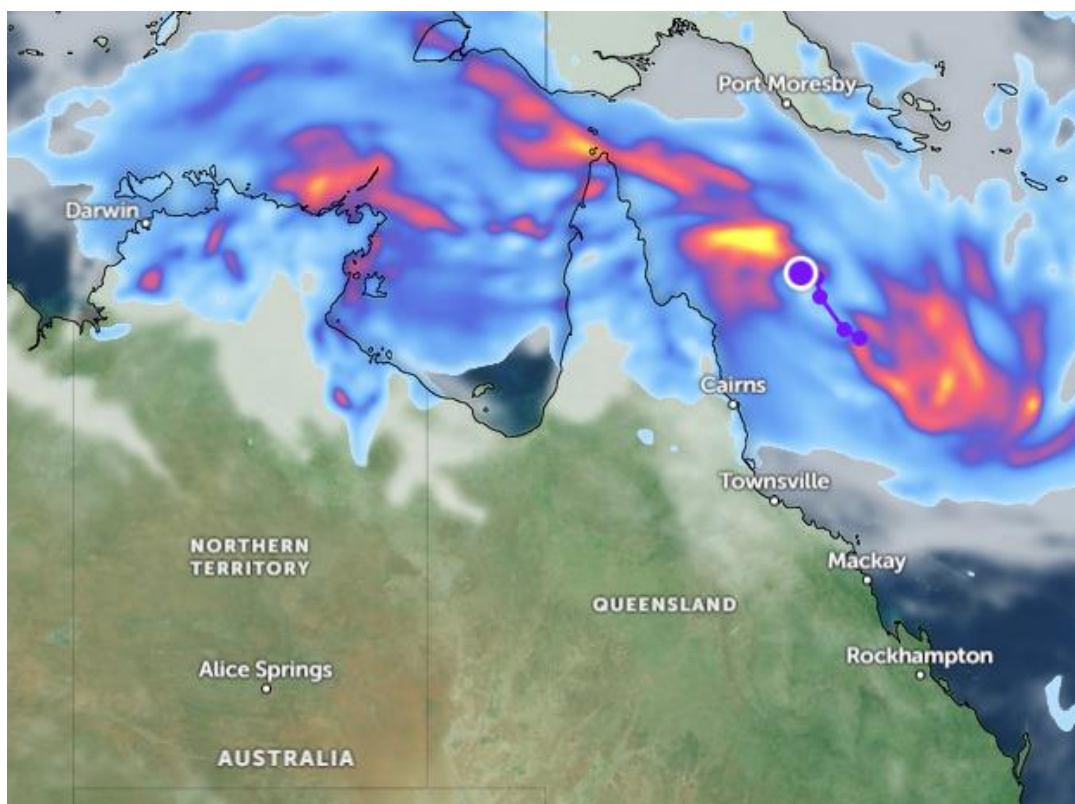 Port Moresby
Darwin
Cairns
Townsville
NORTHERN
TERRITORY
Mackay
QUEENSLAND
Rockhampton
Alice Springs
AUSTRALIA